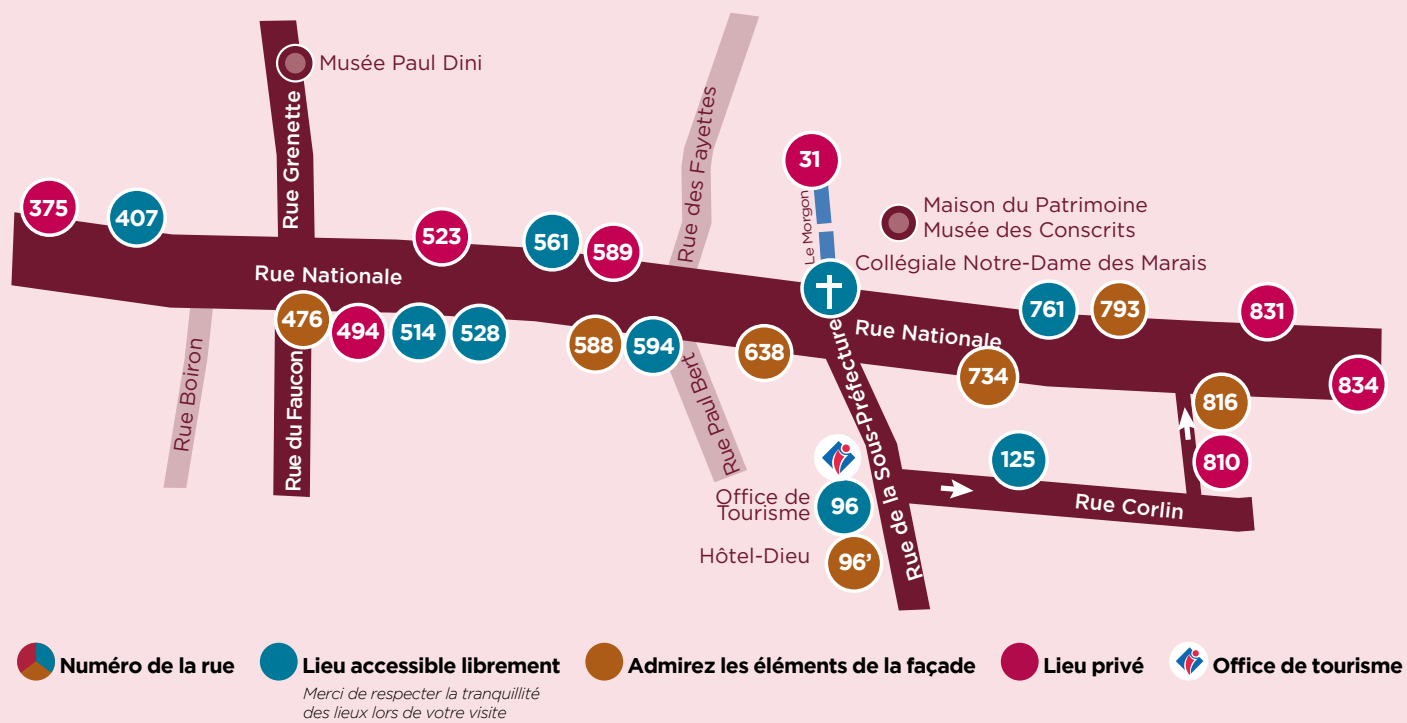 Musée Paul Dini
Rue Grenette
Rue des Fayettes
31
Le Morgon
Maison du Patrimoine
Musée des Conscrits
Collégiale Notre-Dame des Marais
375
407
523
561
589
Rue Nationale
476
494
514
528
588
594
638
Rue Nationale
761
793
831
734
816
834
810
Rue Boiron
Rue du Faucon
Rue Paul Bert
Rue de la Sous-Préfecture
125
Rue Corlin
Office de
Tourisme
96
Hôtel-Dieu
96’
Numéro de la rue
Lieu accessible librement
Merci de respecter la tranquillité
des lieux lors de votre visite
Admirez les éléments de la façade
Lieu privé
Office de tourisme